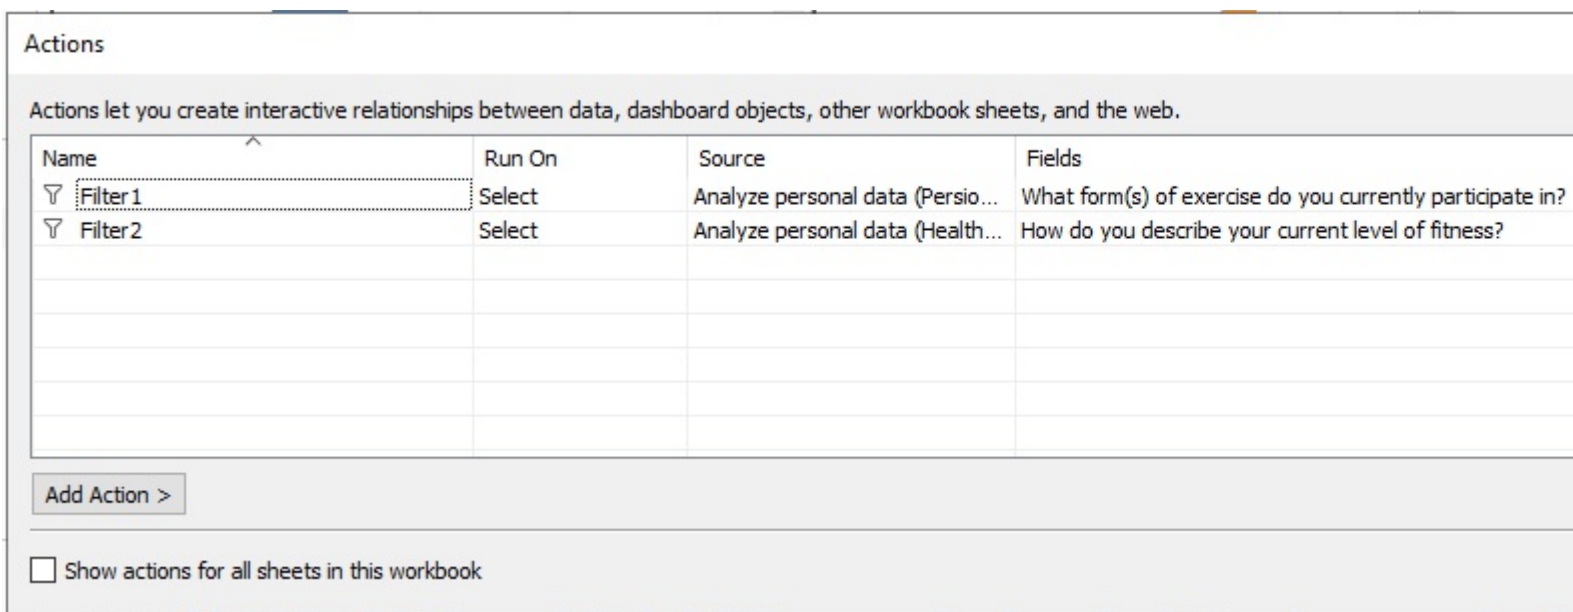 Actions
Actions let you create interactive relationships between data, dashboard objects, other workbook sheets, and the web.
Name Run On Source Fields
Filter1 Select Analyze personal data (Persio... What form(s) of exercise do you currently participate in?
Filter2 Select Analyze personal data (Health... How do you describe your current level of fitness?
Add Action >
Show actions for all sheets in this workbook